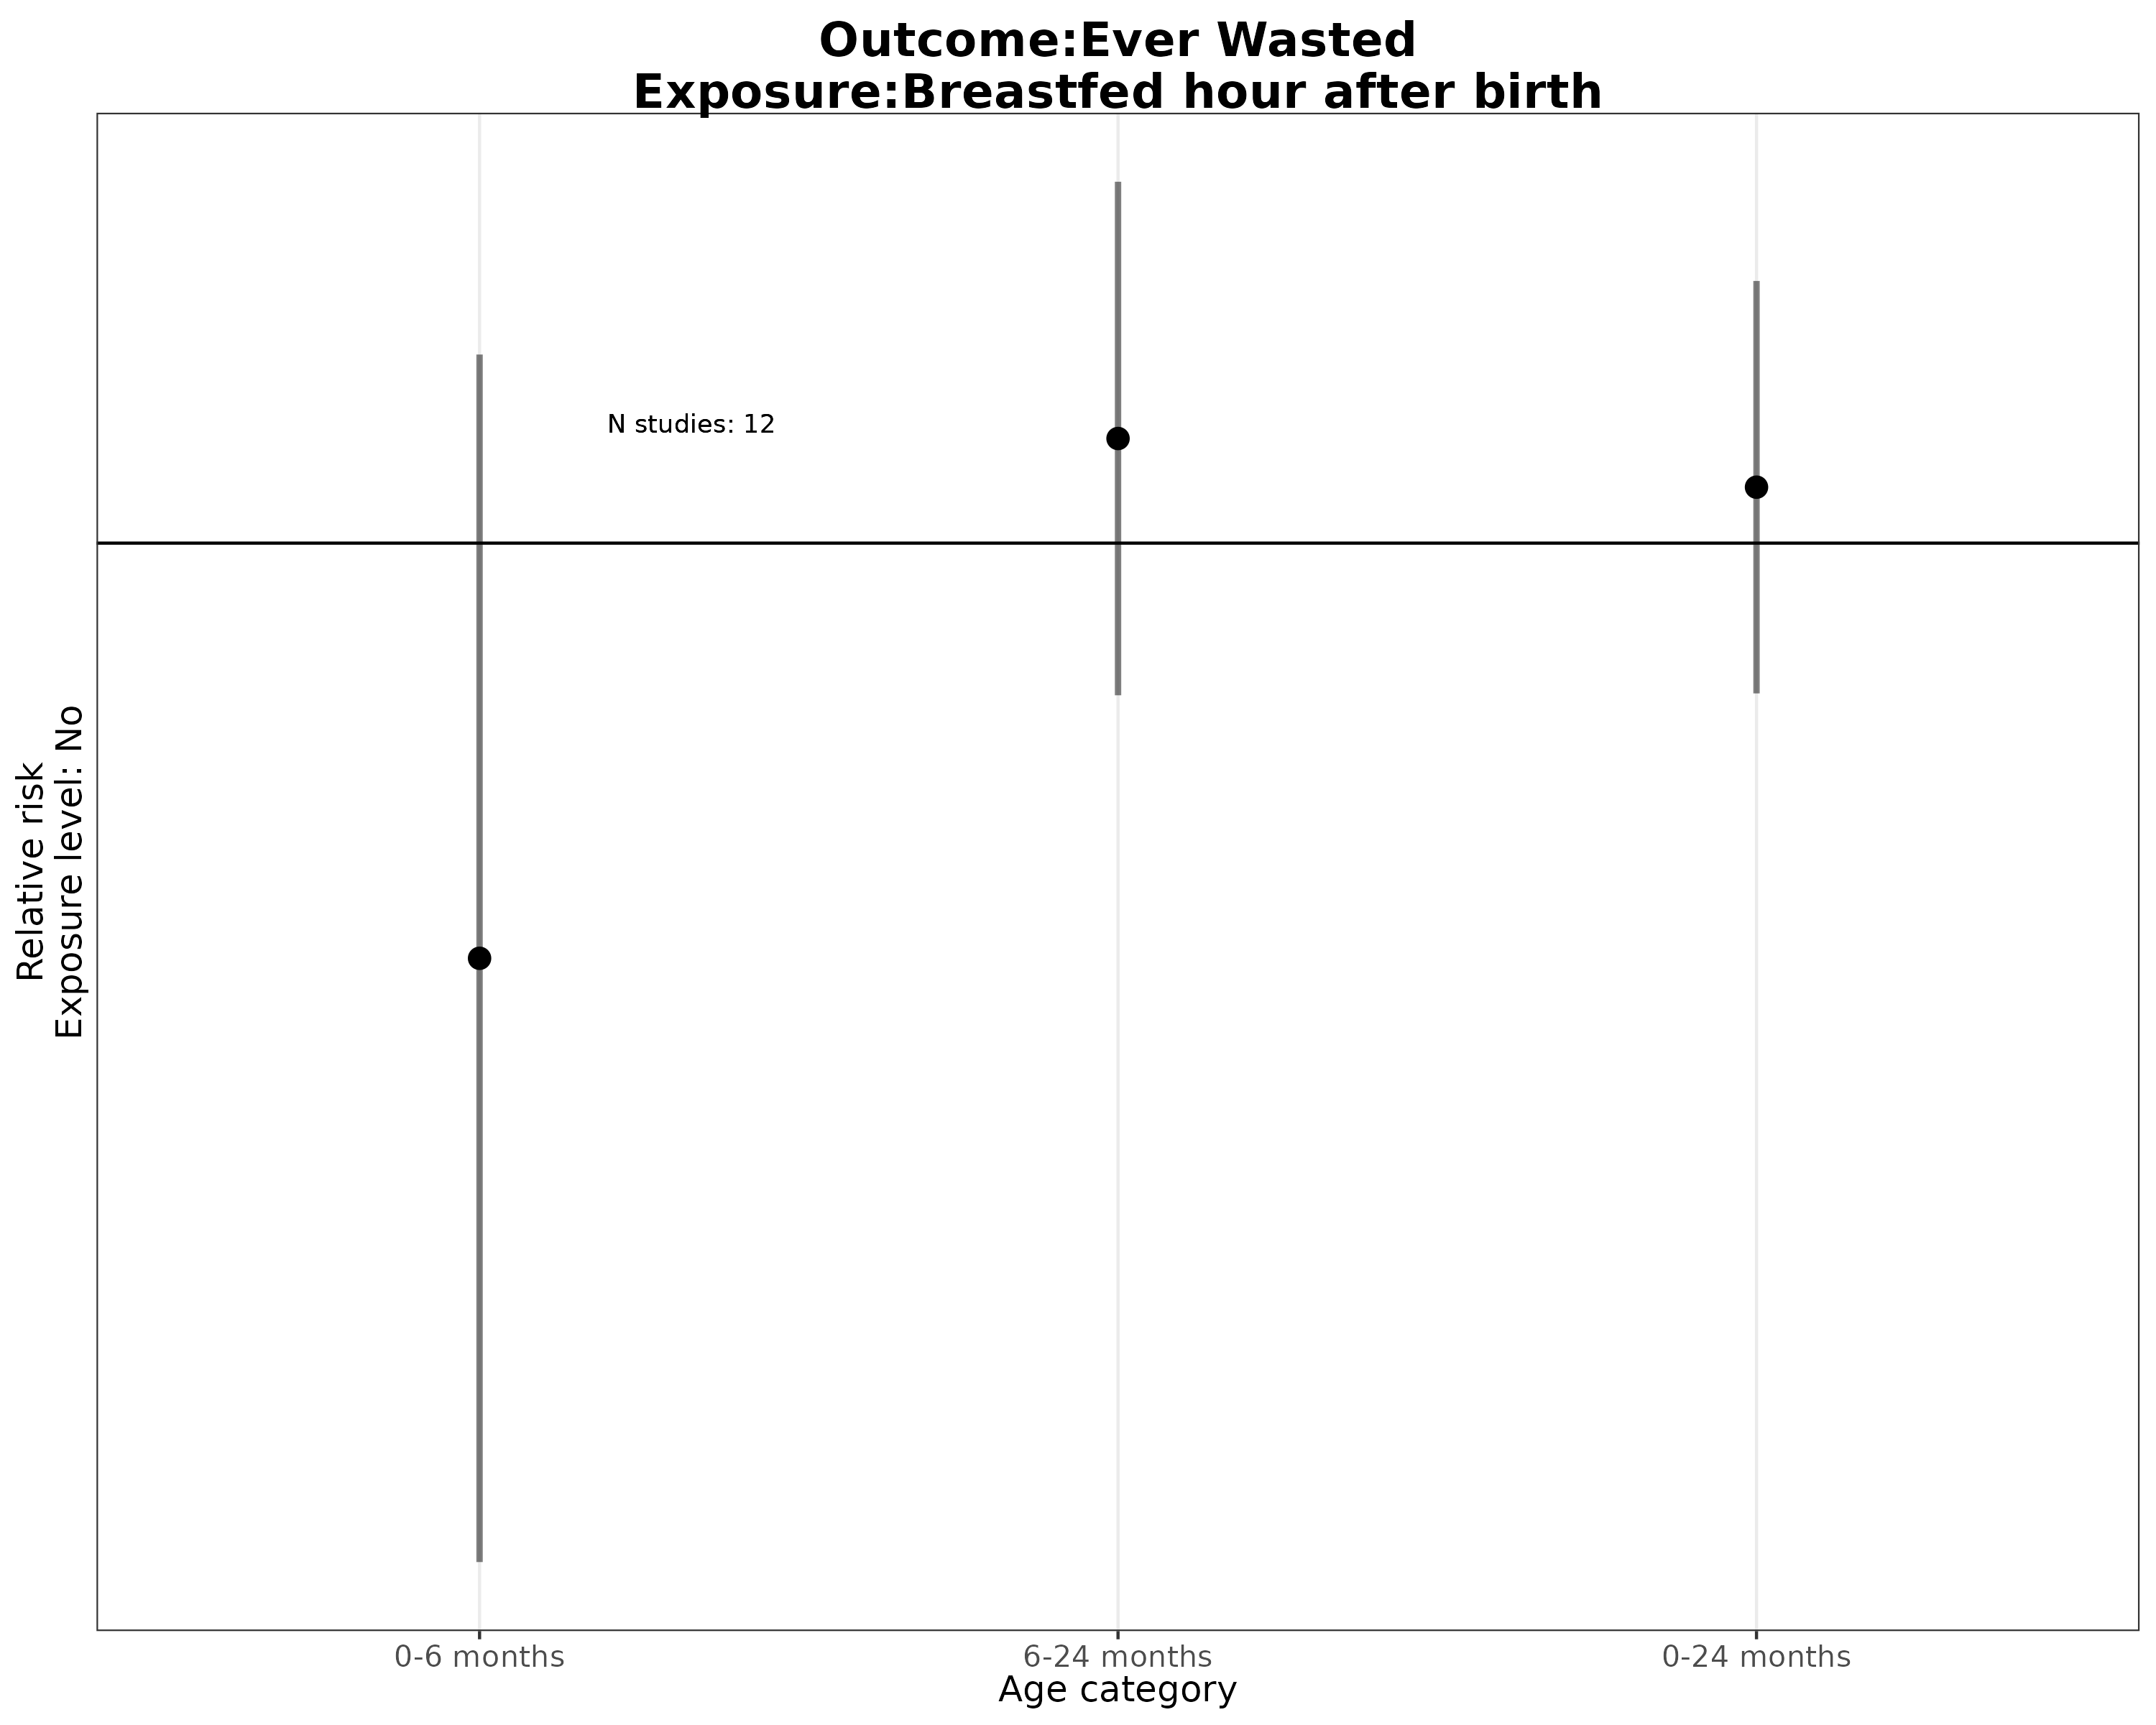 Outcome:Ever Wasted
Exposure:Breastfed hour after birth
N studies: 12
Relative risk
Exposure level: No
0-6 months
6-24 months
0-24 months
Age category